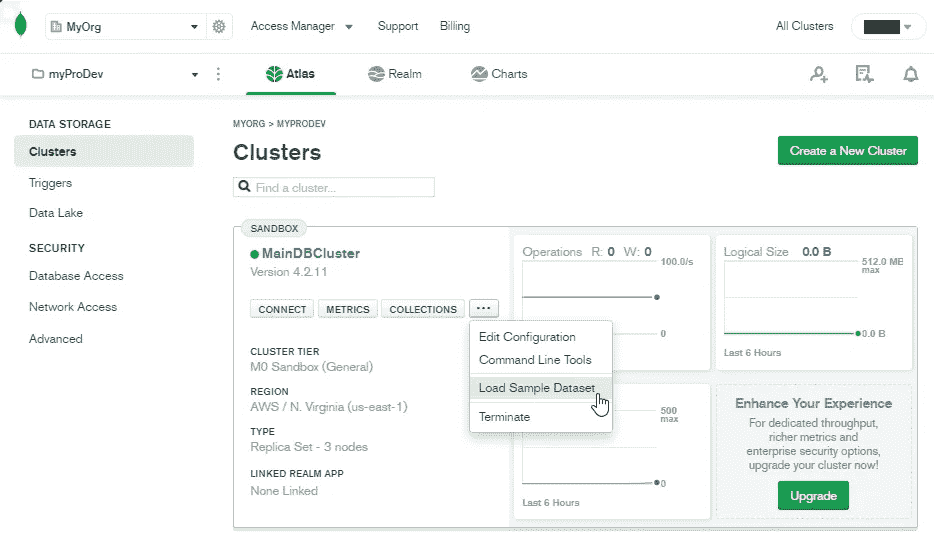 MyOrg
Access Manager
Support
Billing
All Clusters
myProDev
Atlas
Realm
Charts
DATA STORAGE
Clusters
Triggers
Data Lake
SECURITY
Database Access
Network Access
Advanced
MYORG > MYPRODEV
Clusters
Create a New Cluster
Find a cluster...
SANDBOX
MainDBCluster
Version 4.2.11
CONNECT
METRICS
COLLECTIONS
...
Edit Configuration
Command Line Tools
Load Sample Dataset
Terminate
CLUSTER TIER
M0 Sandbox (General)
REGION
AWS / N. Virginia (us-east-1)
TYPE
Replica Set - 3 nodes
LINKED REALM APP
None Linked
Operations R: 0 W: 0
100.0/s
0
Logical Size 0.0 B
512.0 MB
max
0.0 B
Last 6 Hours
500
max
0
Last 6 Hours
Enhance Your Experience
For dedicated throughput,
richer metrics and
enterprise security options,
upgrade your cluster now!
Upgrade